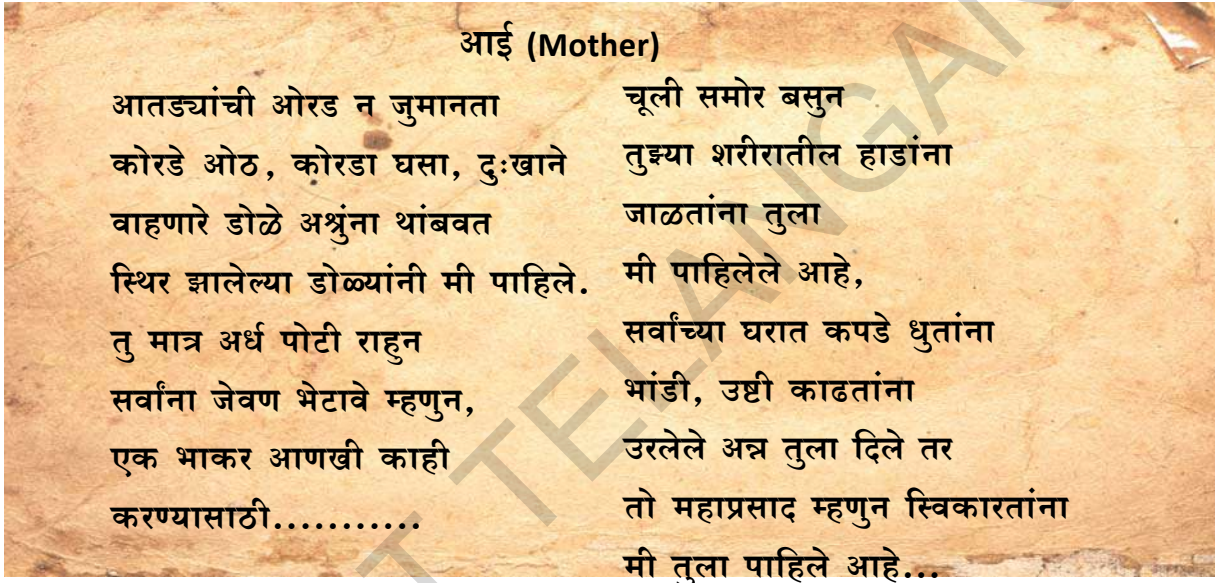 आई (Mother)
आतड्यांची ओरड न जुमानता
कोरडे ओठ, कोरडा घसा, दुःखाने
वाहणारे डोळे अश्रुंना थांबवत
स्थिर झालेल्या डोळ्यांनी मी पाहिले.
तु मात्र अर्ध पोटी राहुन
सर्वांना जेवण भेटावे म्हणुन,
एक भाकर आणखी काही
करण्यासाठी...........
चूली समोर बसुन
तुझ्या शरीरातील हाडांना
जाळतांना तुला
मी पाहिलेले आहे,
सर्वांच्या घरात कपडे धुतांना
भांडी, उष्टी काढतांना
उरलेले अन्न तुला दिले तर
तो महाप्रसाद म्हणुन स्विकारतांना
मी तुला पाहिले आहे...